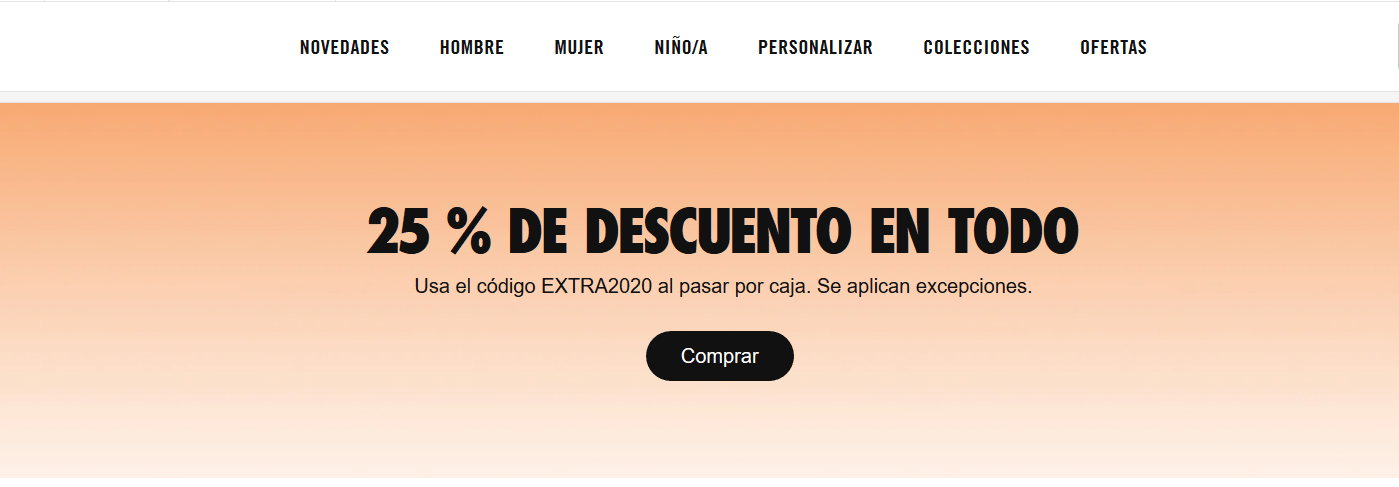 NOVEDADES HOMBRE MUJER NIÑO/A PERSONALIZAR COLECCIONES OFERTAS
25 % DE DESCUENTO EN TODO
Usa el código EXTRA2020 al pasar por caja. Se aplican excepciones.
Comprar